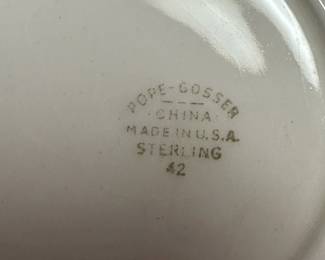 POPE-GOSSER
CHINA
MADE IN U.S.A.
STERLING
42